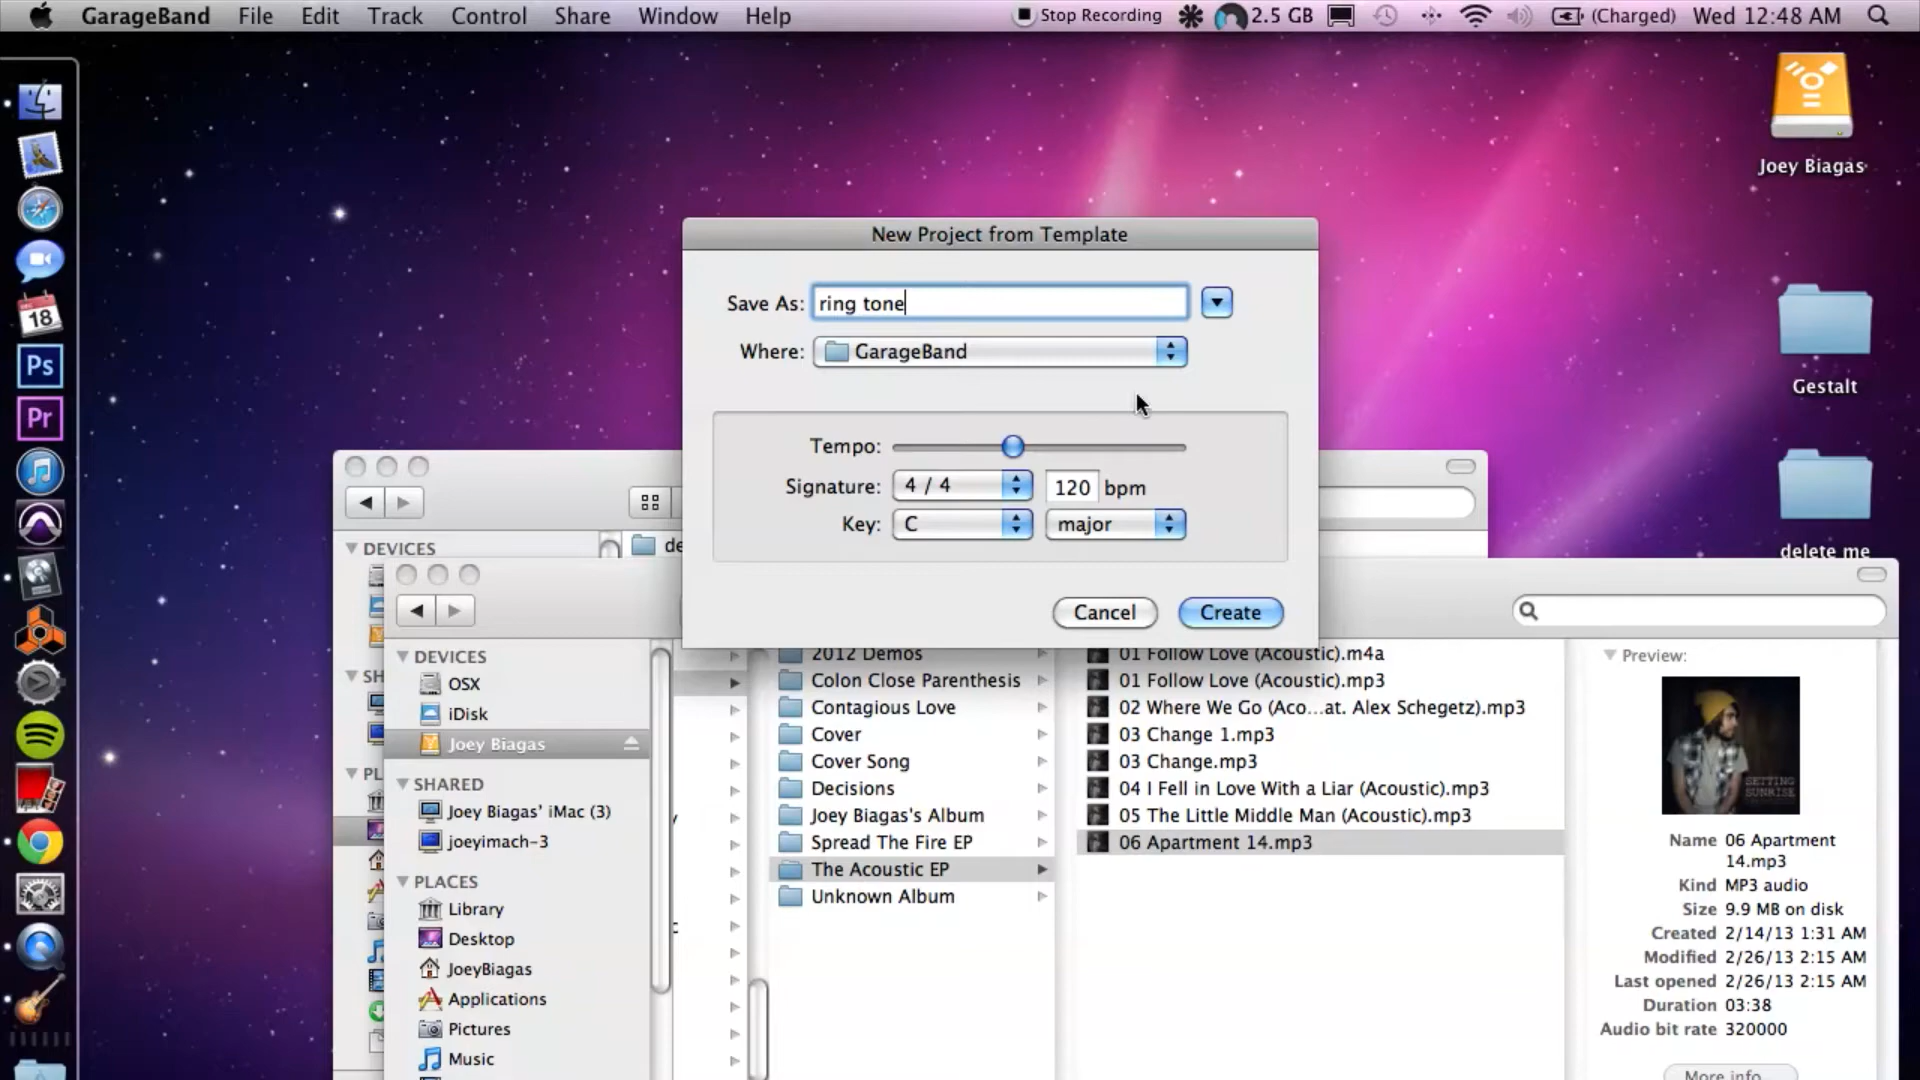 GarageBand File Edit Track Control Share Window Help Stop Recording 2.5 GB (Charged) Wed 12:48 AM
Joey Biagas
Gestalt
delete me
18
Ps
Pr
New Project from Template
Save As: ring tone
Where: GarageBand
Tempo:
Signature: 4 / 4 120 bpm
Key: C major
Cancel Create
DEVICES
de
SH
PL
DEVICES
OSX
iDisk
Joey Biagas
SHARED
Joey Biagas' iMac (3)
joeyimach-3
PLACES
Library
Desktop
JoeyBiagas
Applications
Pictures
Music
2012 Demos
Colon Close Parenthesis
Contagious Love
Cover
Cover Song
Decisions
Joey Biagas's Album
Spread The Fire EP
The Acoustic EP
Unknown Album
01 Follow Love (Acoustic).m4a
01 Follow Love (Acoustic).mp3
02 Where We Go (Aco...at. Alex Schegetz).mp3
03 Change 1.mp3
03 Change.mp3
04 I Fell in Love With a Liar (Acoustic).mp3
05 The Little Middle Man (Acoustic).mp3
06 Apartment 14.mp3
Preview:
SETTING
SUNRISE
Name 06 Apartment
14.mp3
Kind MP3 audio
Size 9.9 MB on disk
Created 2/14/13 1:31 AM
Modified 2/26/13 2:15 AM
Last opened 2/26/13 2:15 AM
Duration 03:38
Audio bit rate 320000
More info